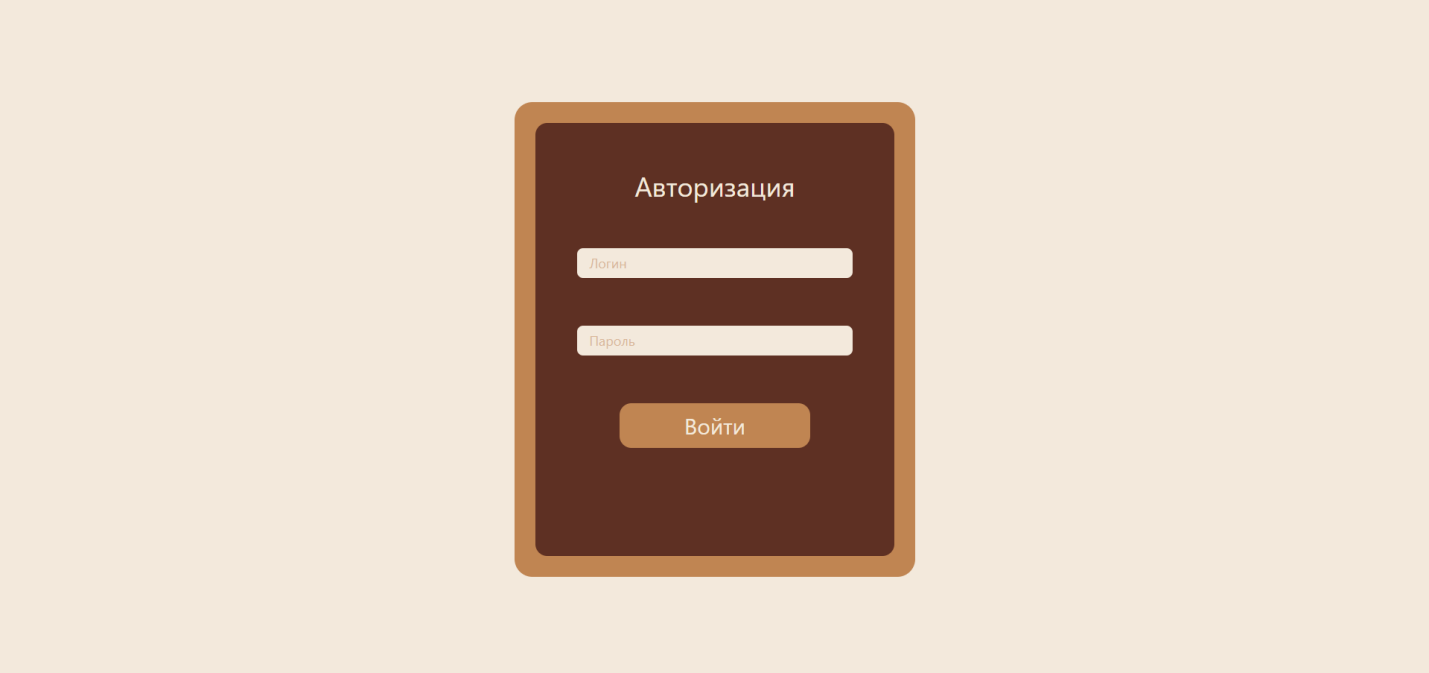 Авторизация
Логин
Пароль
Войти